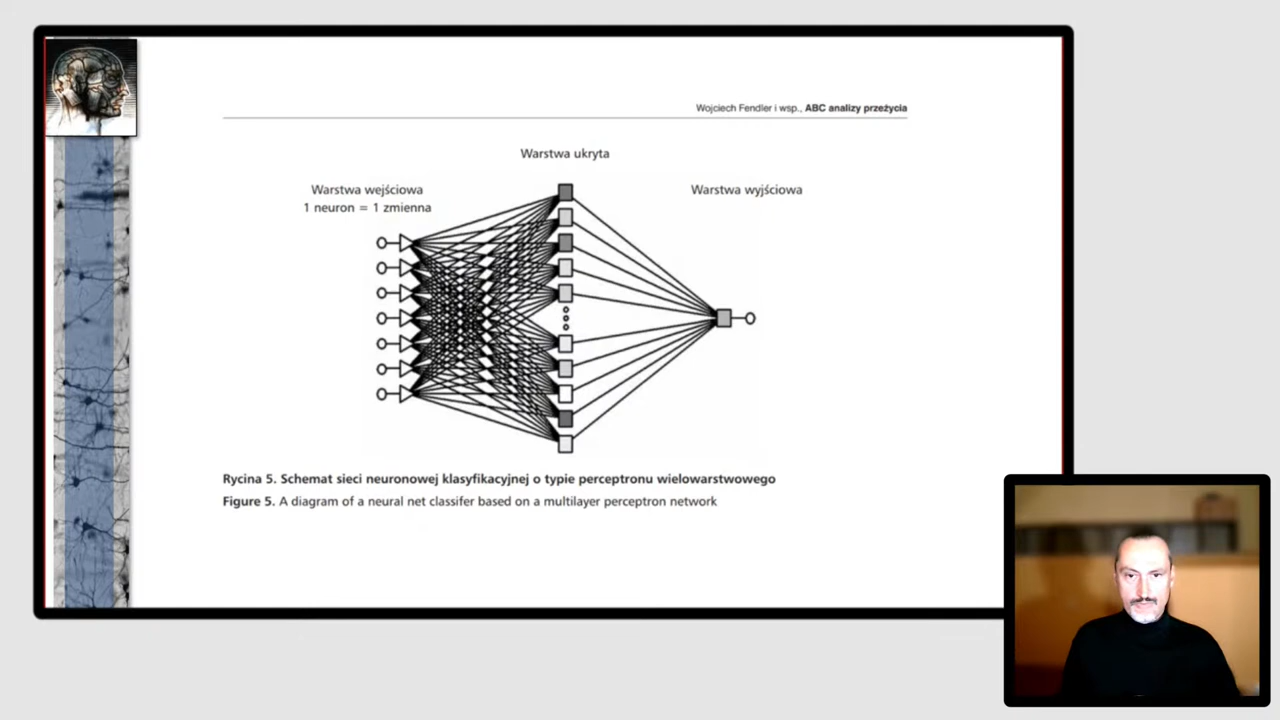 Wojciech Fendler i wsp., ABC analizy przeżycia
Warstwa ukryta
Warstwa wejściowa
1 neuron = 1 zmienna
Warstwa wyjściowa
Rycina 5. Schemat sieci neuronowej klasyfikacyjnej o typie perceptronu wielowarstwowego
Figure 5. A diagram of a neural net classifer based on a multilayer perceptron network